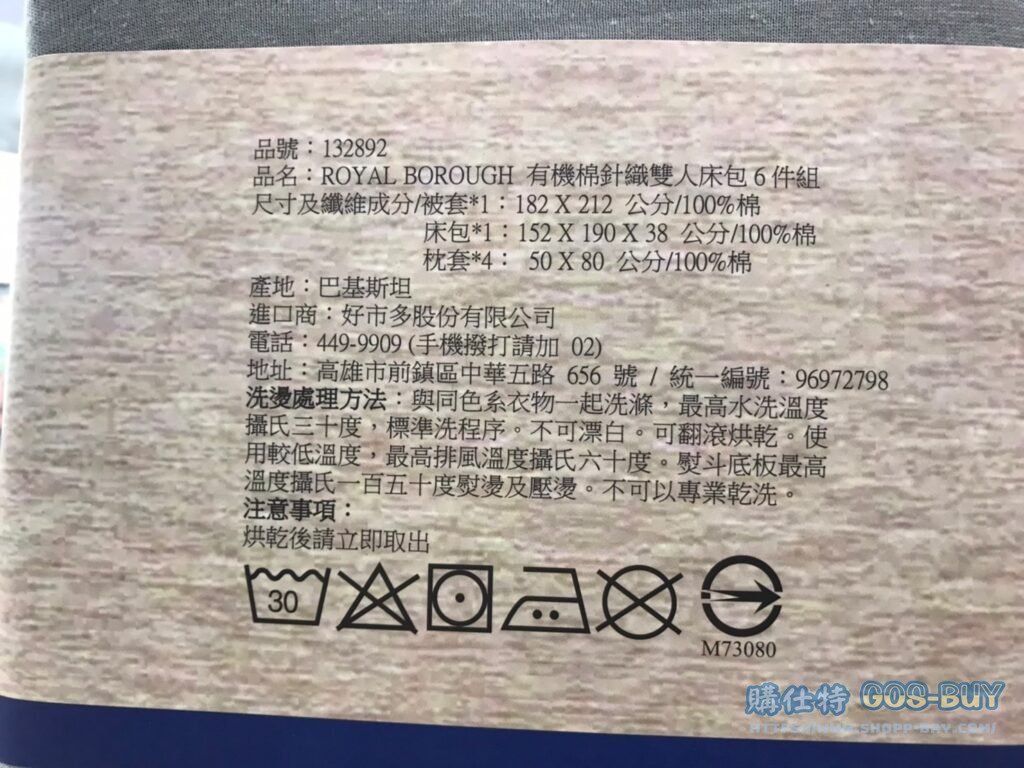 品號：132892
品名：ROYAL BOROUGH 有機棉針織雙人床包 6 件組
尺寸及纖維成分/被套*1：182 X 212 公分/100%棉
床包*1：152 X 190 X 38 公分/100%棉
枕套*4： 50 X 80 公分/100%棉
產地：巴基斯坦
進口商：好市多股份有限公司
電話：449-9909 (手機撥打請加 02)
地址：高雄市前鎮區中華五路 656 號 / 統一編號：96972798
洗燙處理方法：與同色系衣物一起洗滌，最高水洗溫度
攝氏三十度，標準洗程序。不可漂白。可翻滾烘乾。使
用較低溫度，最高排風溫度攝氏六十度。熨斗底板最高
溫度攝氏一百五十度熨燙及壓燙。不可以專業乾洗。
注意事項：
烘乾後請立即取出
30
M73080
購仕特 GOS-BUY
HTTPS://WWW.SHOPP-BAY.COM/